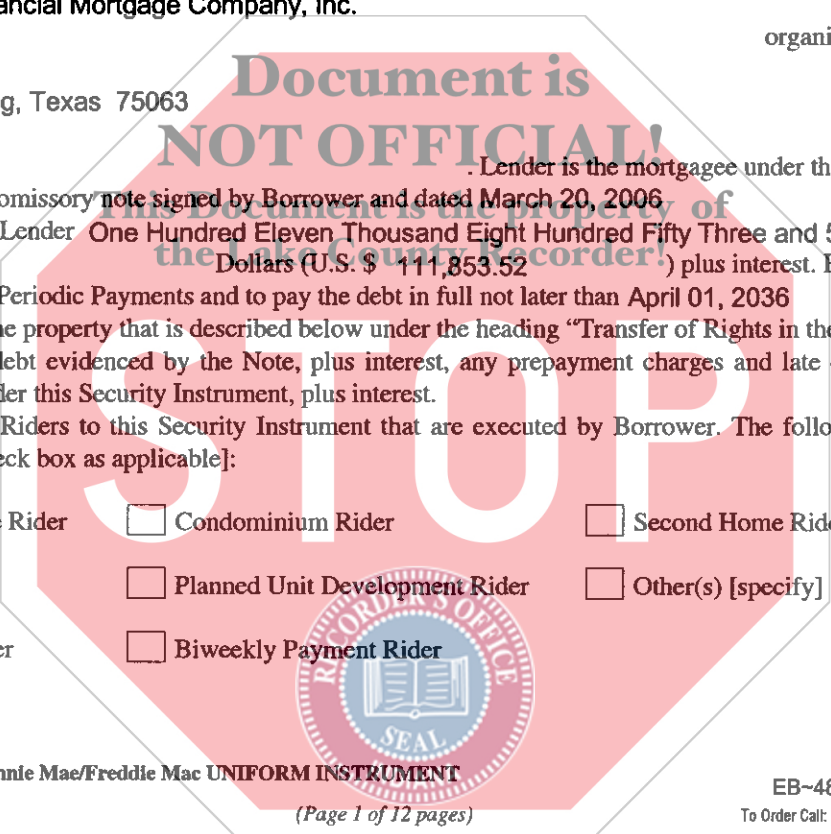 ancial Mortgage Company, Inc.
organi
Document is
g, Texas 75063
NOT OFFICIAL!
. Lender is the mortgagee under th
omissory note signed by Borrower and dated March 20, 2006
This Document is the property of
Lender One Hundred Eleven Thousand Eight Hundred Fifty Three and 5
the Lake County Recorder!
Dollars (U.S. $ 111,853.52 ) plus interest.
Periodic Payments and to pay the debt in full not later than April 01, 2036
e property that is described below under the heading “Transfer of Rights in the
ebt evidenced by the Note, plus interest, any prepayment charges and late
der this Security Instrument, plus interest.
Riders to this Security Instrument that are executed by Borrower. The follo
eck box as applicable]:
STOP
Rider Condominium Rider Second Home Ride
Planned Unit Development Rider Other(s) [specify]
er Biweekly Payment Rider
RECORDER'S OFFICE
SEAL
nnie Mae/Freddie Mac UNIFORM INSTRUMENT
EB~48
(Page 1 of 12 pages)
To Order Call: